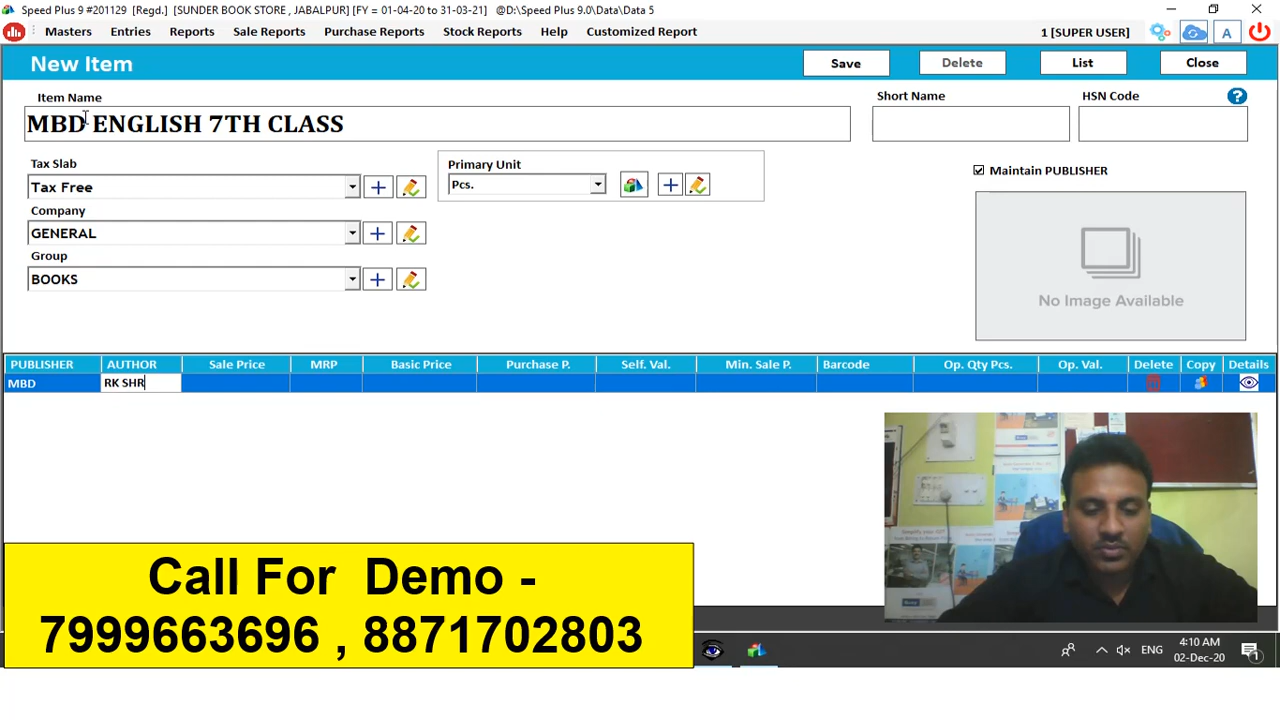 Speed Plus 9 #201129 [Regd.] [SUNDER BOOK STORE , JABALPUR] [FY = 01-04-20 to 31-03-21] @D:\Speed Plus 9.0\Data\Data 5
Masters Entries Reports Sale Reports Purchase Reports Stock Reports Help Customized Report 1 [SUPER USER] A
New Item Save Delete List Close
Item Name Short Name HSN Code ?
MBD ENGLISH 7TH CLASS
Tax Slab Primary Unit Maintain PUBLISHER
Tax Free Pcs.
Company
GENERAL
Group
BOOKS
No Image Available
PUBLISHER AUTHOR Sale Price MRP Basic Price Purchase P. Self. Val. Min. Sale P. Barcode Op. Qty Pcs. Op. Val. Delete Copy Details
MBD RK SHR
Call For Demo -
7999663696 , 8871702803
ENG 4:10 AM
02-Dec-20 1